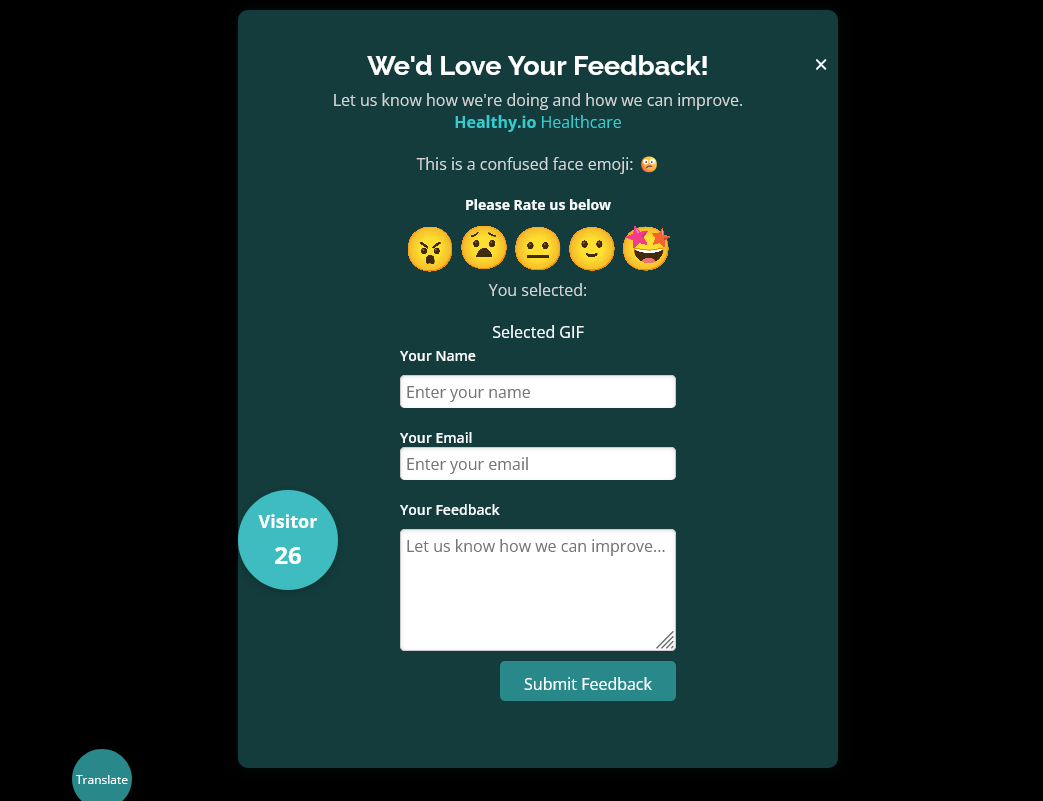 We'd Love Your Feedback!
×
Let us know how we're doing and how we can improve.
Healthy.io Healthcare
This is a confused face emoji:
Please Rate us below
You selected:
Selected GIF
Your Name
Enter your name
Your Email
Enter your email
Your Feedback
Let us know how we can improve...
Visitor
26
Submit Feedback
Translate